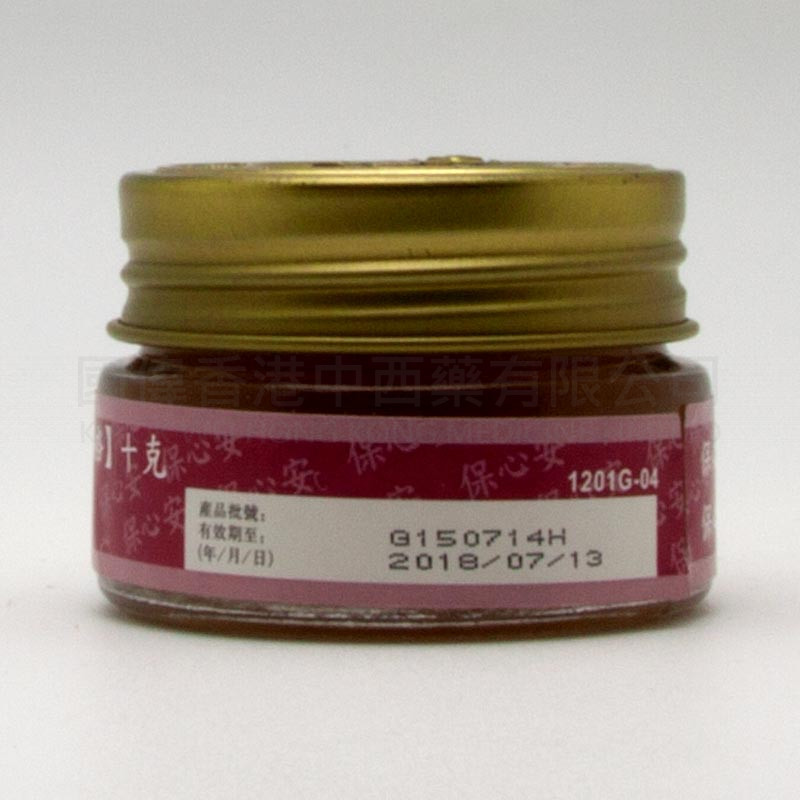 國際香港中西藥有限公司
】十克
保心安
1201G-04
產品批號：
有效期至：
(年/月/日)
G150714H
2018/07/13